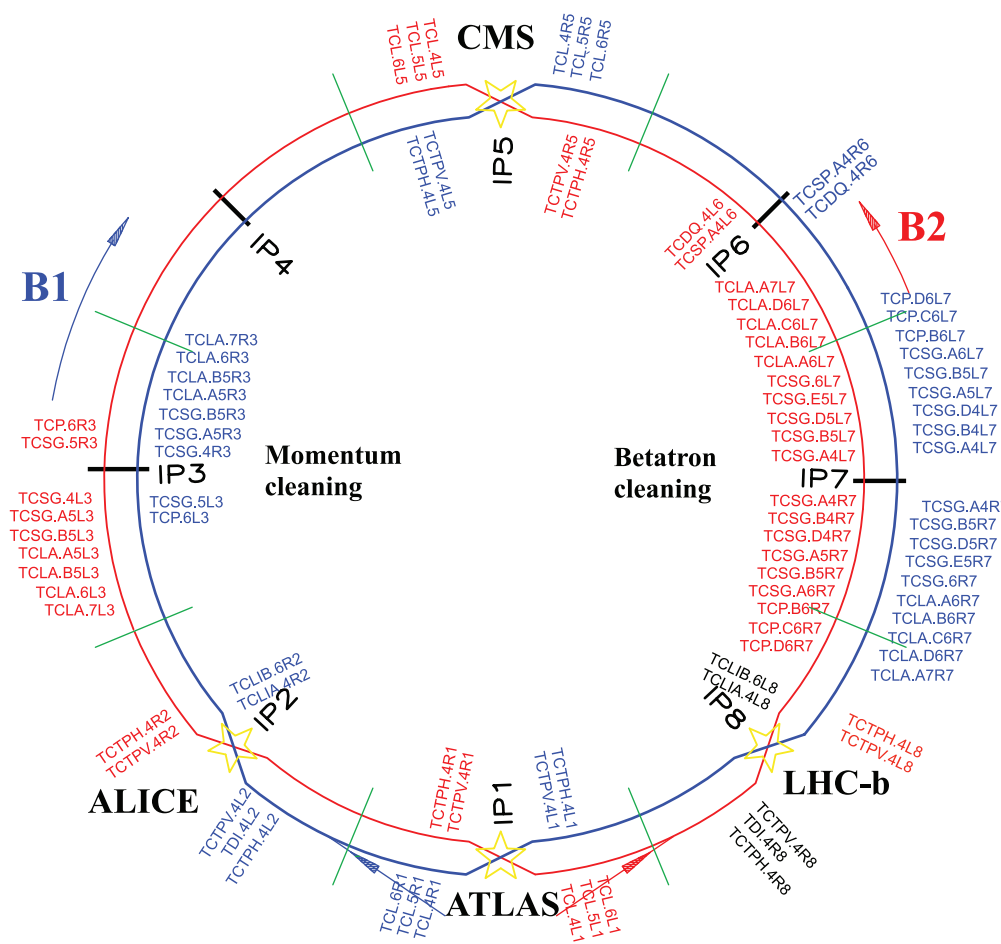 CMS
TCL.4L5
TCL.5L5
TCL.6L5
TCL.4R5
TCL.5R5
TCL.6R5
IP5
TCTPV.4L5
TCTPH.4L5
TCTPV.4R5
TCTPH.4R5
TCSP.A4R6
TCDQ.4R6
TCDQ.4L6
TCSP.A4L6
IP6
IP4
B1
B2
TCLA.A7L7
TCLA.D6L7
TCLA.C6L7
TCLA.B6L7
TCLA.A6L7
TCSG.6L7
TCSG.E5L7
TCSG.D5L7
TCSG.B5L7
TCSG.A4L7
TCP.D6L7
TCP.C6L7
TCP.B6L7
TCSG.A6L7
TCSG.B5L7
TCSG.A5L7
TCSG.D4L7
TCSG.B4L7
TCSG.A4L7
TCLA.7R3
TCLA.6R3
TCLA.B5R3
TCLA.A5R3
TCSG.B5R3
TCSG.A5R3
TCSG.4R3
TCP.6R3
TCSG.5R3
IP3
Momentum
cleaning
Betatron
cleaning
IP7
TCSG.5L3
TCP.6L3
TCSG.4L3
TCSG.A5L3
TCSG.B5L3
TCLA.A5L3
TCLA.B5L3
TCLA.6L3
TCLA.7L3
TCSG.A4R7
TCSG.B4R7
TCSG.D4R7
TCSG.A5R7
TCSG.B5R7
TCSG.A6R7
TCP.B6R7
TCP.C6R7
TCP.D6R7
TCSG.A4R
TCSG.B5R7
TCSG.D5R7
TCSG.E5R7
TCSG.6R7
TCLA.A6R7
TCLA.B6R7
TCLA.C6R7
TCLA.D6R7
TCLA.A7R7
TCLIB.6R2
TCLIA.4R2
IP2
TCTPH.4R2
TCTPV.4R2
ALICE
TCTPV.4L2
TDI.4L2
TCTPH.4L2
TCLIB.6L8
TCLIA.4L8
IP8
TCTPH.4L8
TCTPV.4L8
LHC-b
TCTPV.4R8
TDI.4R8
TCTPH.4R8
TCTPH.4R1
TCTPV.4R1
IP1
TCTPH.4L1
TCTPV.4L1
ATLAS
TCL.6R1
TCL.5R1
TCL.4R1
TCL.6L1
TCL.5L1
TCL.4L1